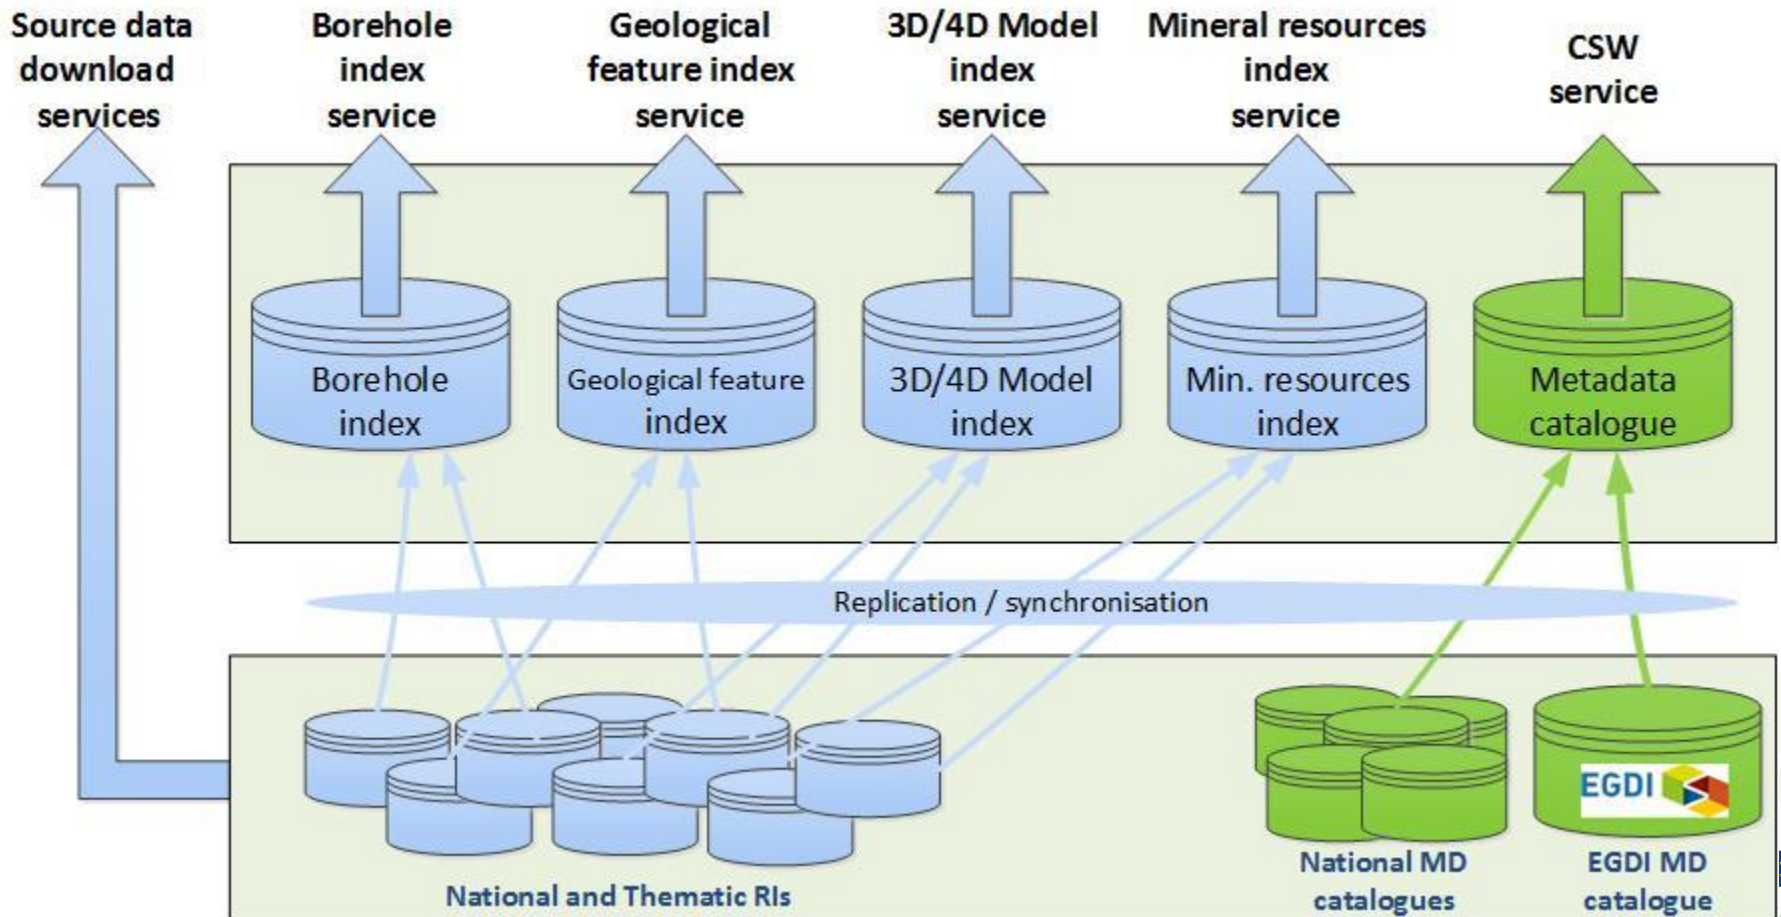 Source data
download
services
Borehole
index
service
Geological
feature index
service
3D/4D Model
index
service
Mineral resources
index
service
CSW
service
Borehole
index
Geological feature
index
3D/4D Model
index
Min. resources
index
Metadata
catalogue
Replication / synchronisation
EGDI
National and Thematic RIs
National MD
catalogues
EGDI MD
catalogue